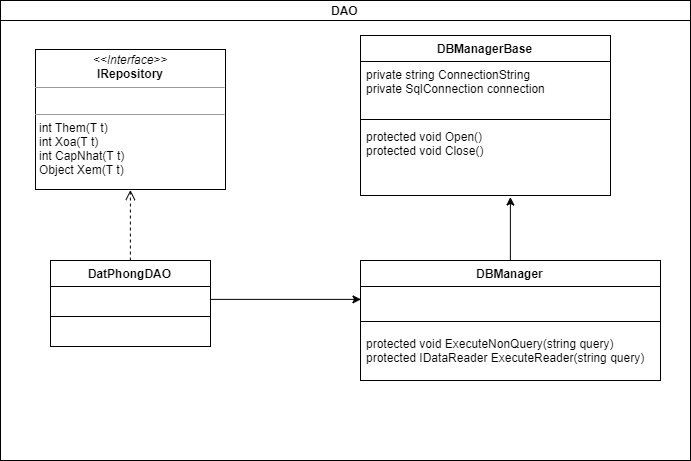 DAO
<<Interface>>
IRepository
int Them(T t)
int Xoa(T t)
int CapNhat(T t)
Object Xem(T t)
DBManagerBase
private string ConnectionString
private SqlConnection connection
protected void Open()
protected void Close()
DatPhongDAO
DBManager
protected void ExecuteNonQuery(string query)
protected IDataReader ExecuteReader(string query)